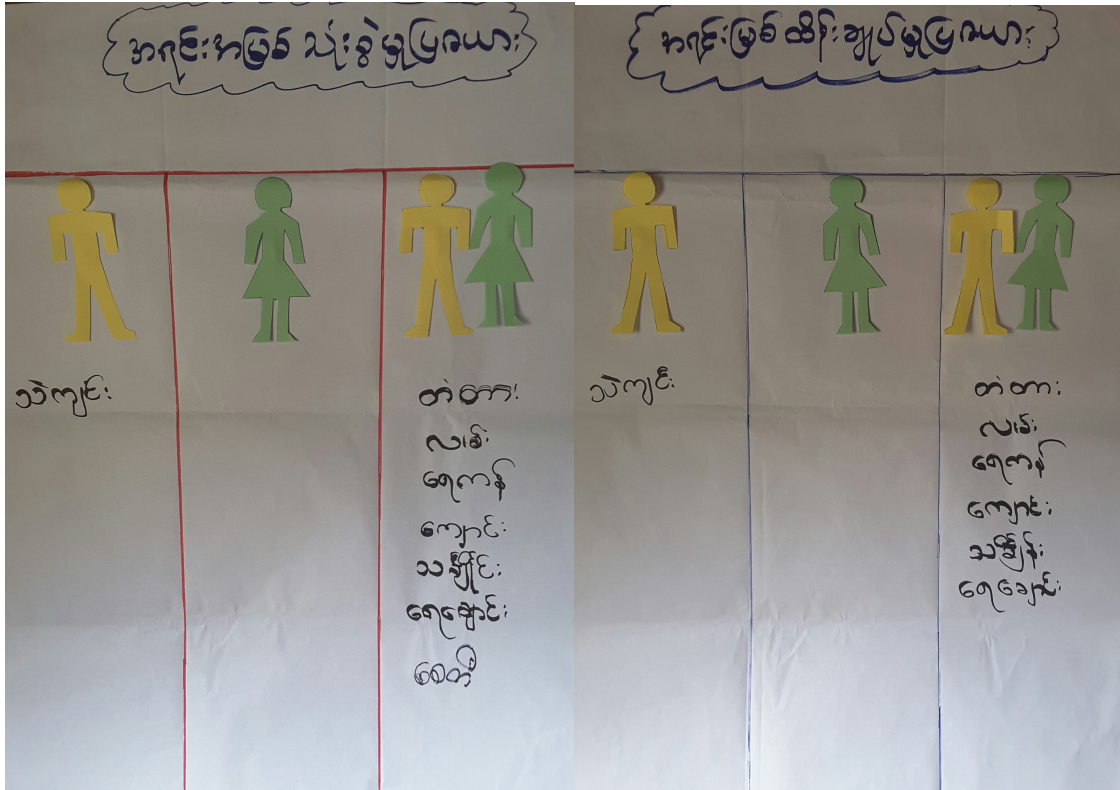 အရင်းအမြစ် သုံးစွဲမှုပြဇယား
သဲကျင်း
တံတား
လမ်း
ရေကန်
ကျောင်း
သချိုင်း
ရေချောင်း
စေတီ
အရင်းမြစ်ထိန်းချုပ်မှုပြဇယား
သဲကျင်း
တံတား
လမ်း
ရေကန်
ကျောင်း
သချိုန်း
ရေချောင်း